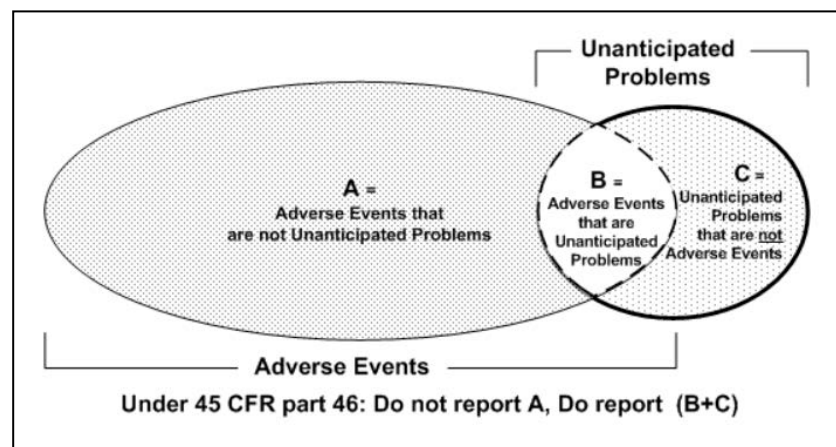 Unanticipated
Problems
A =
Adverse Events that
are not Unanticipated Problems
B =
Adverse Events
that are
Unanticipated
Problems
C =
Unanticipated
Problems
that are not
Adverse Events
Adverse Events
Under 45 CFR part 46: Do not report A, Do report (B+C)